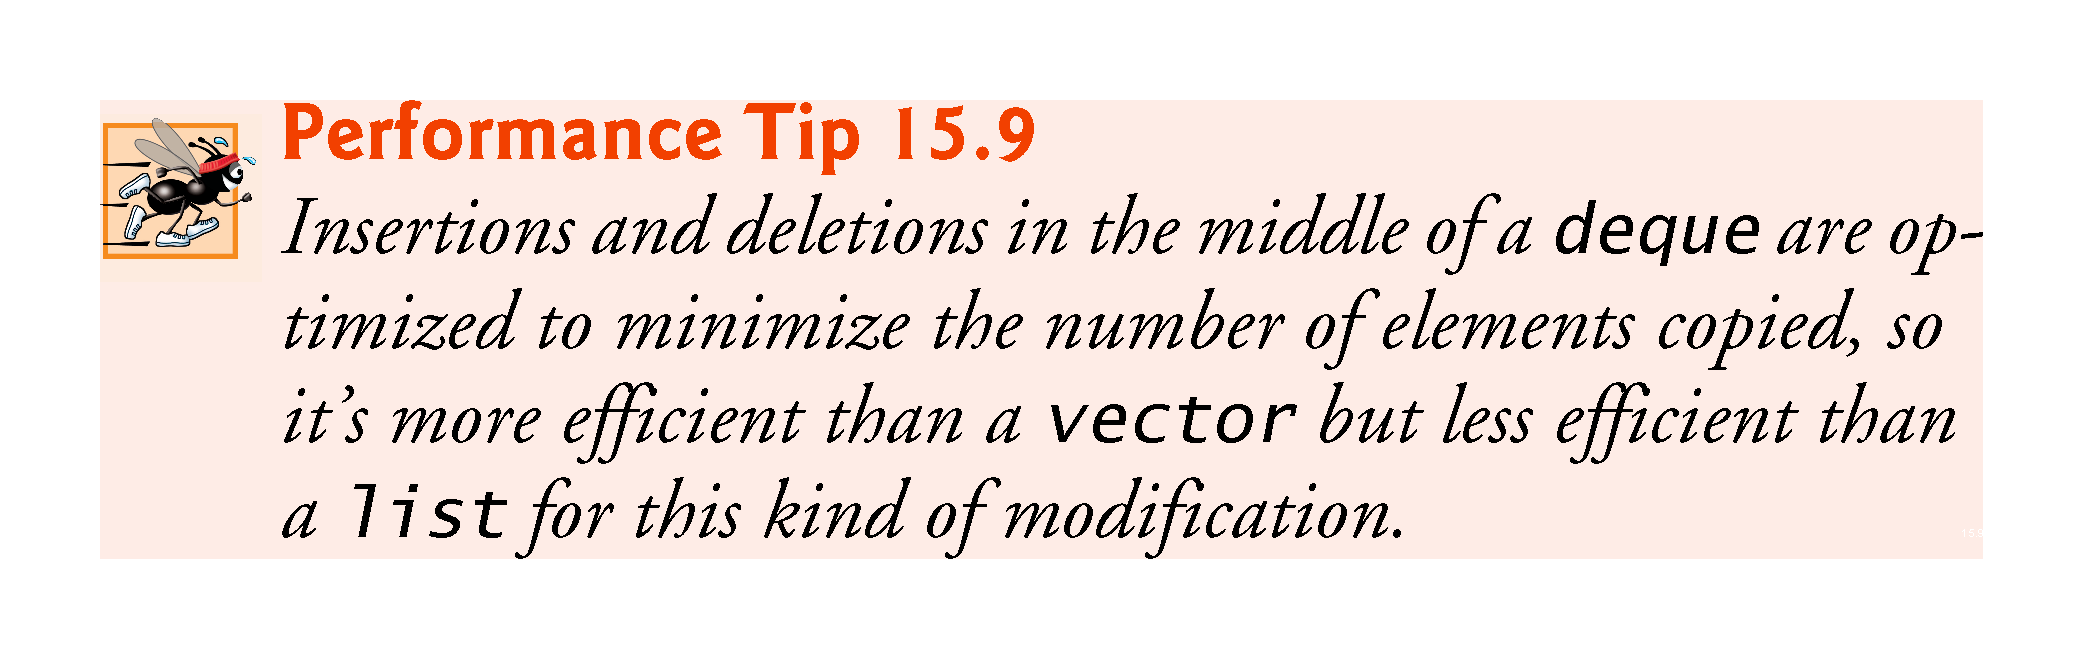 Performance Tip 15.9
Insertions and deletions in the middle of a deque are op-
timized to minimize the number of elements copied, so
it’s more efficient than a vector but less efficient than
a list for this kind of modification.